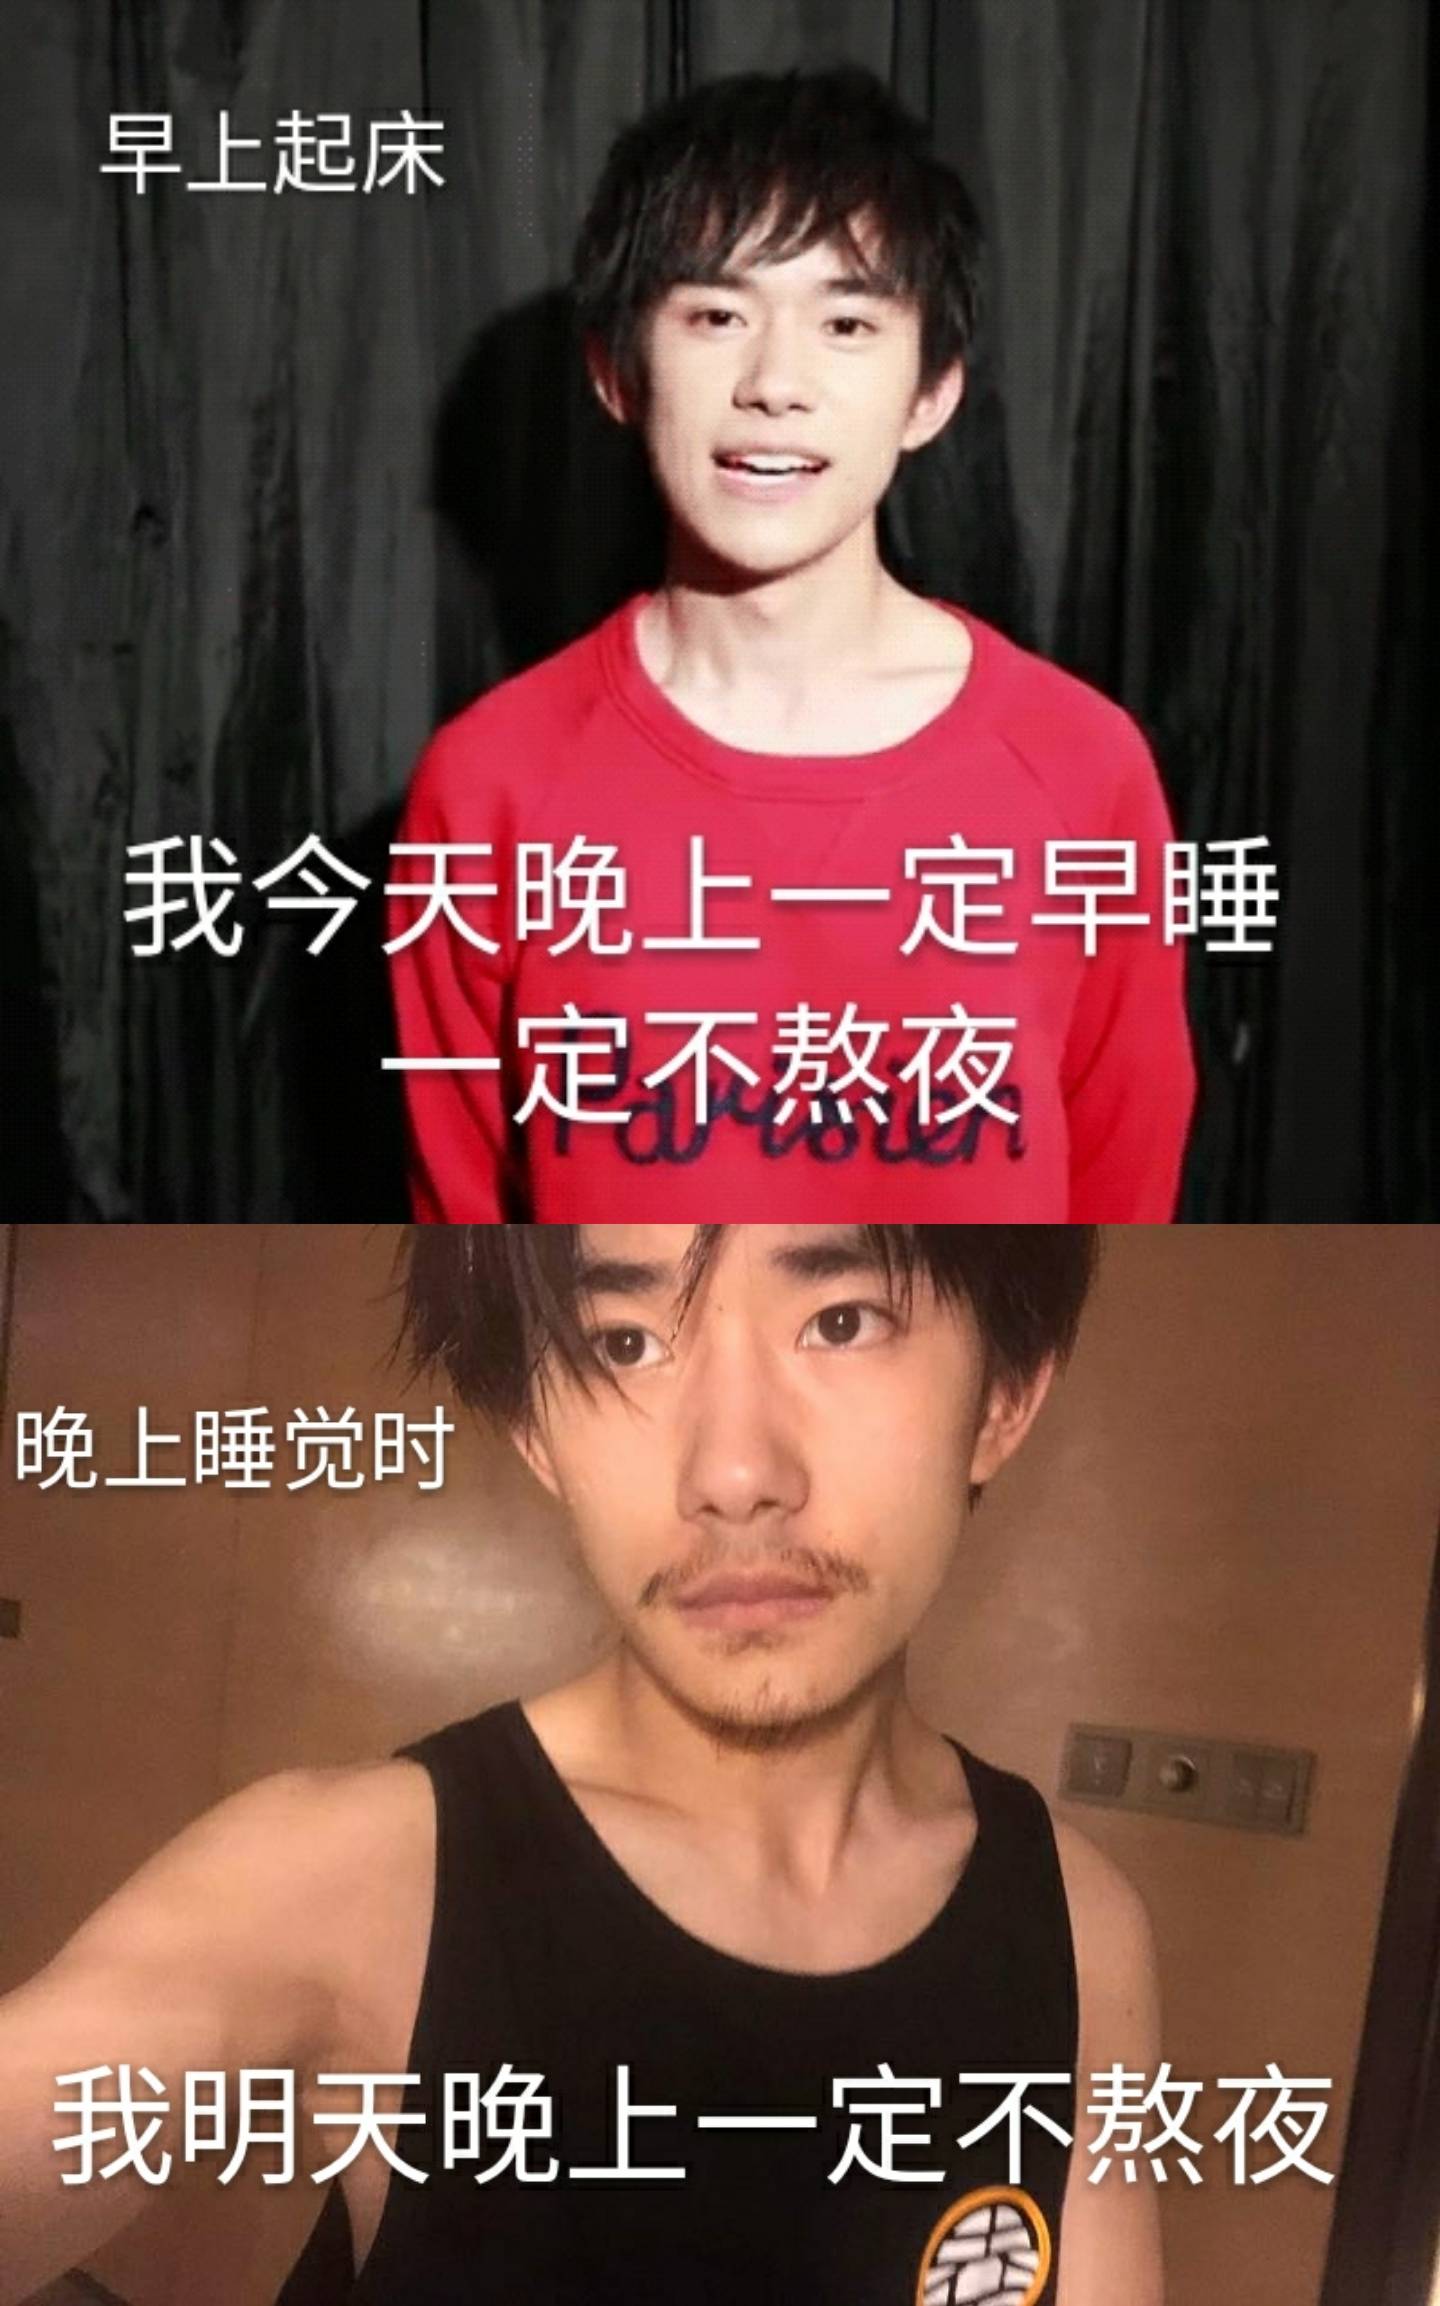 早上起床
我今天晚上一定早睡
一定不熬夜
Parisien
晚上睡觉时
我明天晚上一定不熬夜